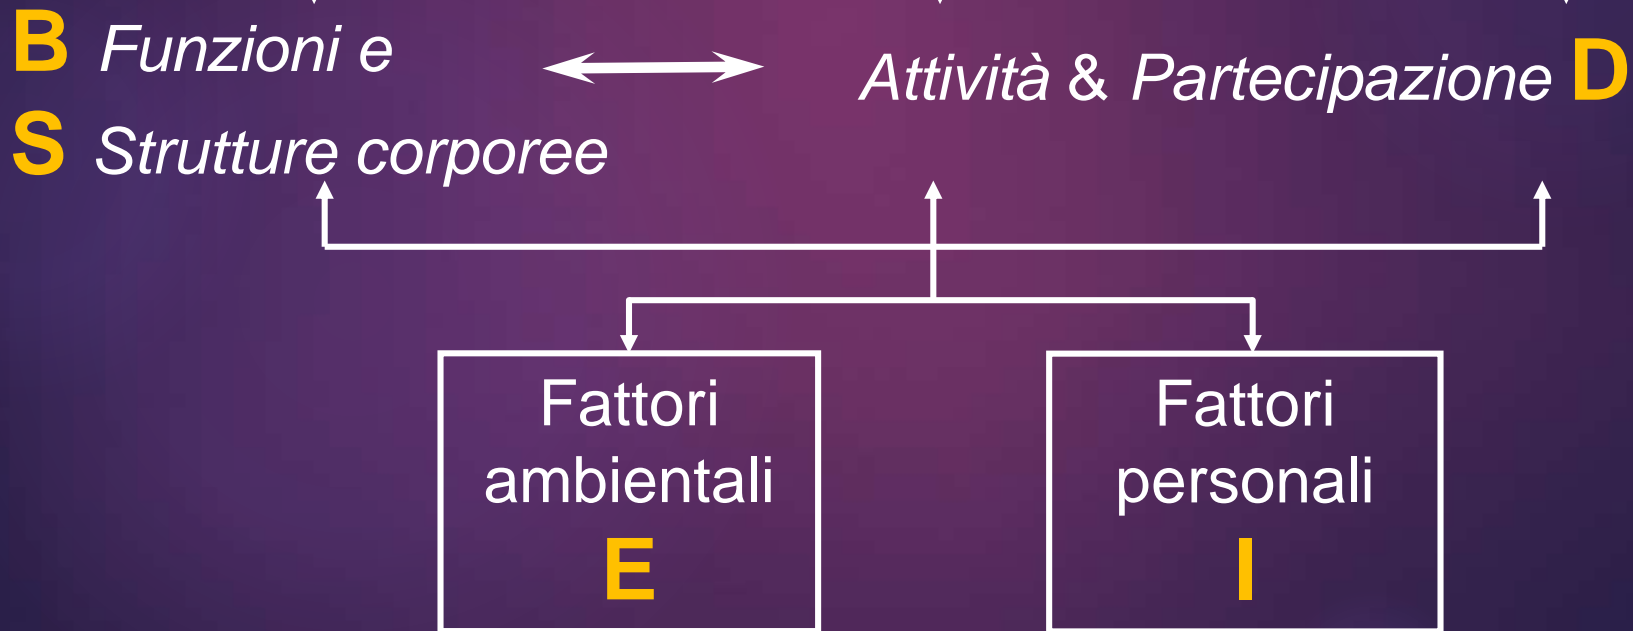 B Funzioni e
Attività & Partecipazione D
S Strutture corporee
Fattori
ambientali
E
Fattori
personali
I